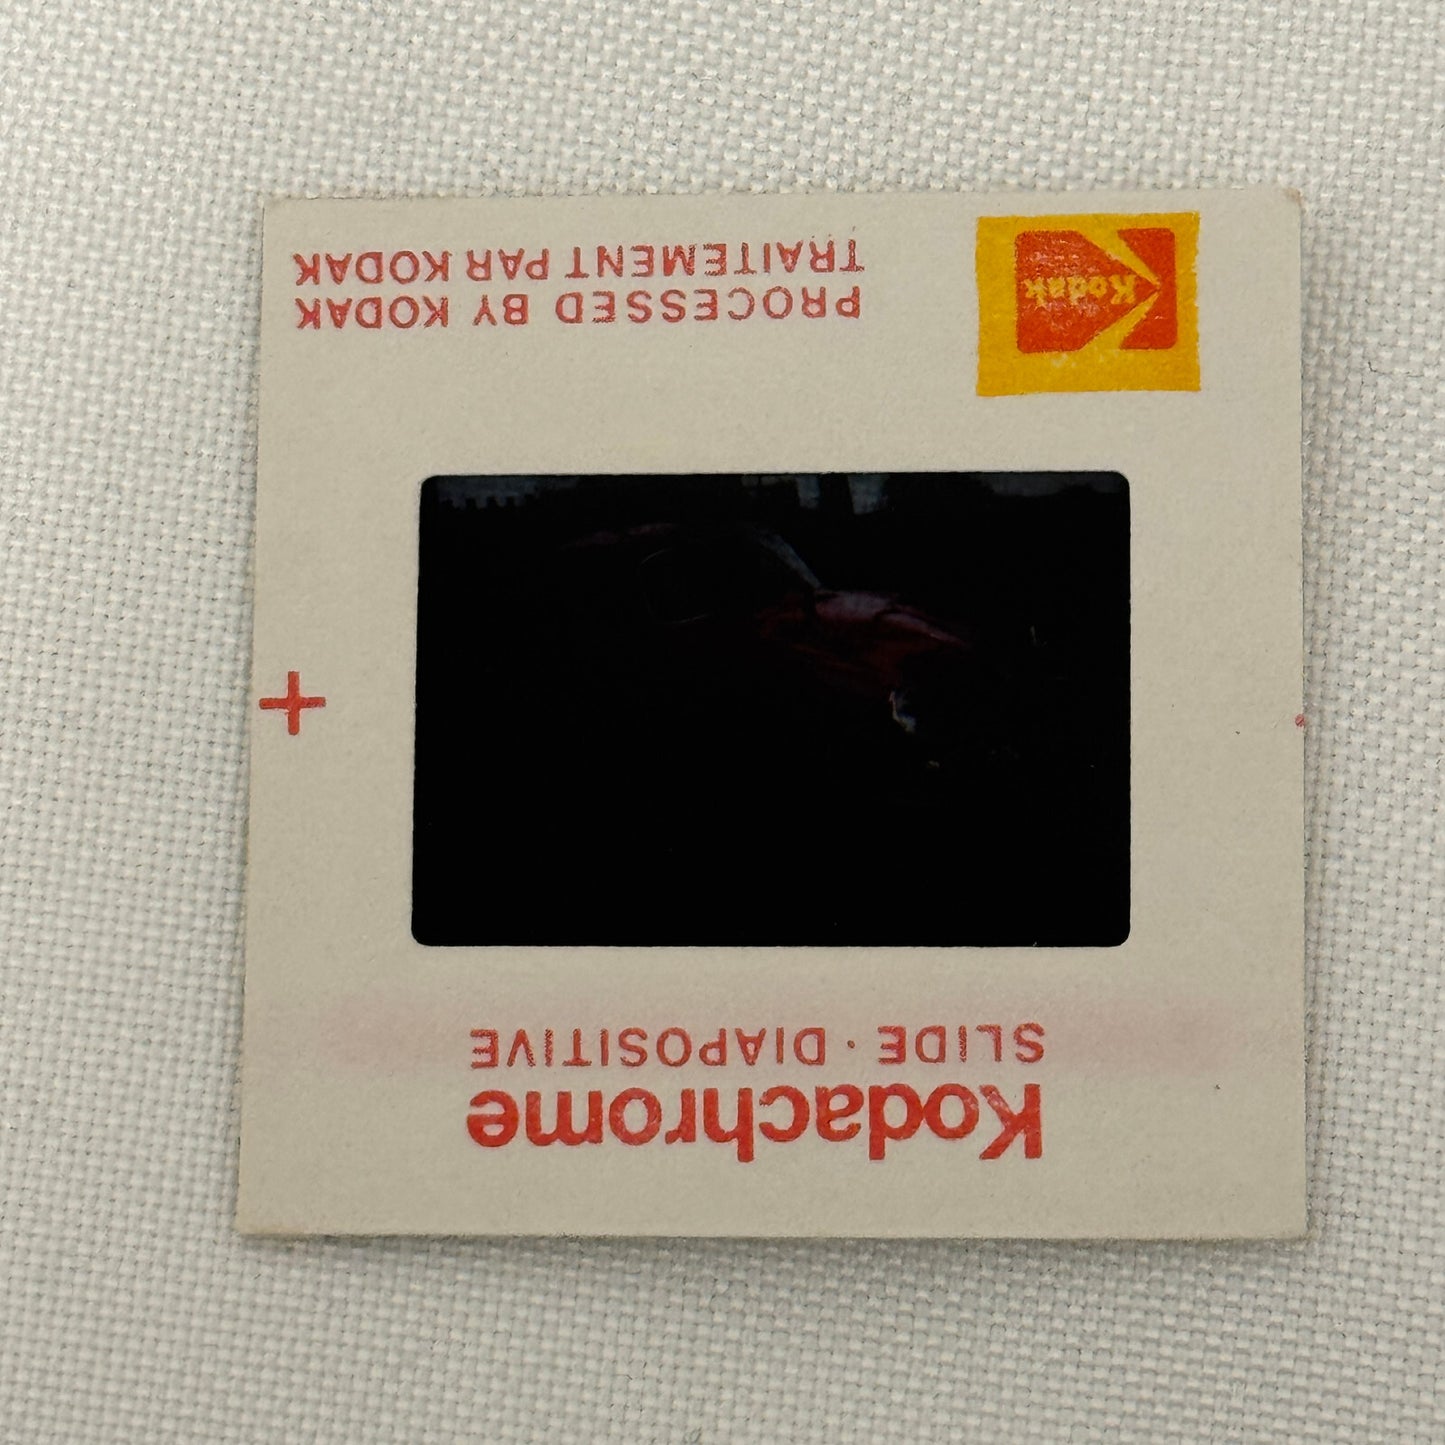 Kodachrome
SLIDE · DIAPOSITIVE
Kodak
PROCESSED BY KODAK
TRAITEMENT PAR KODAK